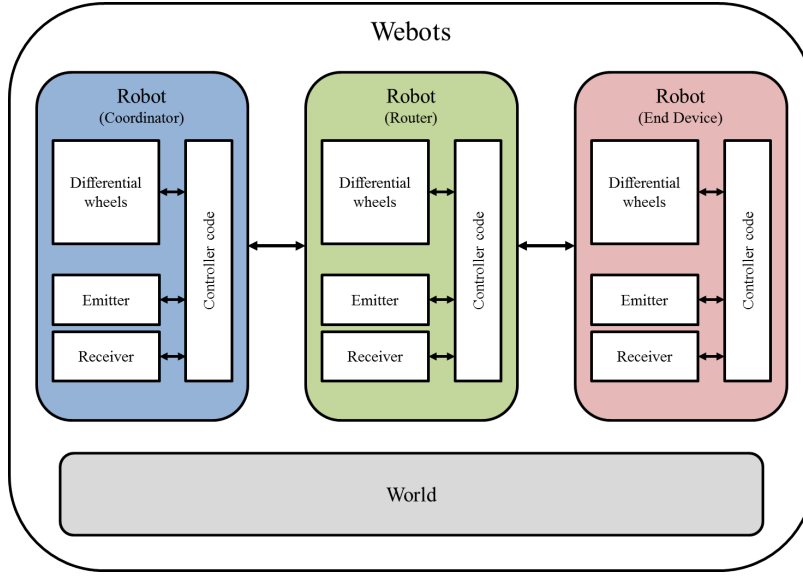 Webots
Robot
(Coordinator)
Differential
wheels
Emitter
Receiver
Controller code
Robot
(Router)
Differential
wheels
Emitter
Receiver
Controller code
Robot
(End Device)
Differential
wheels
Emitter
Receiver
Controller code
World